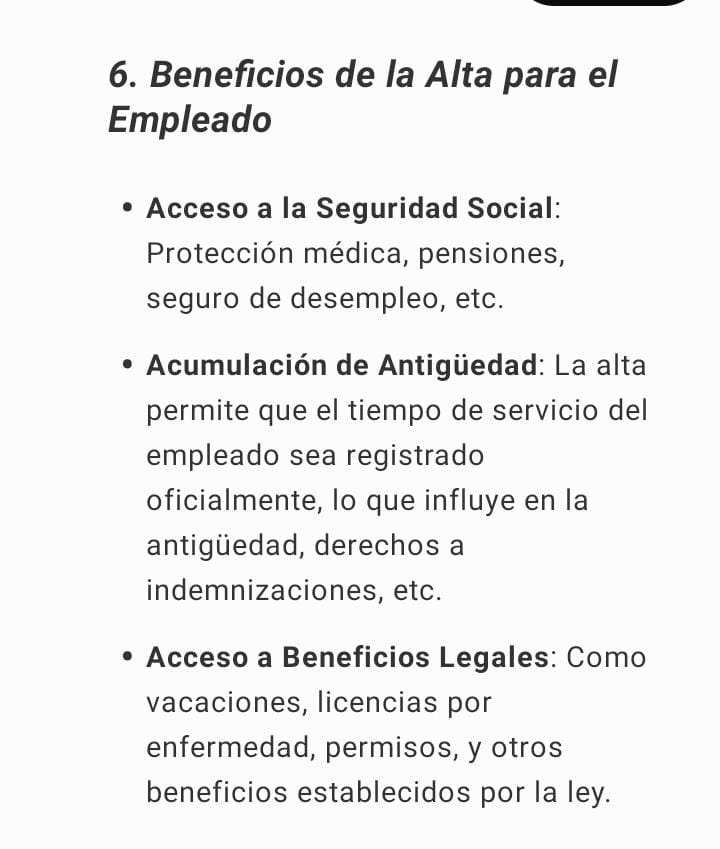 6. Beneficios de la Alta para el
Empleado
• Acceso a la Seguridad Social:
Protección médica, pensiones,
seguro de desempleo, etc.
• Acumulación de Antigüedad: La alta
permite que el tiempo de servicio del
empleado sea registrado
oficialmente, lo que influye en la
antigüedad, derechos a
indemnizaciones, etc.
• Acceso a Beneficios Legales: Como
vacaciones, licencias por
enfermedad, permisos, y otros
beneficios establecidos por la ley.